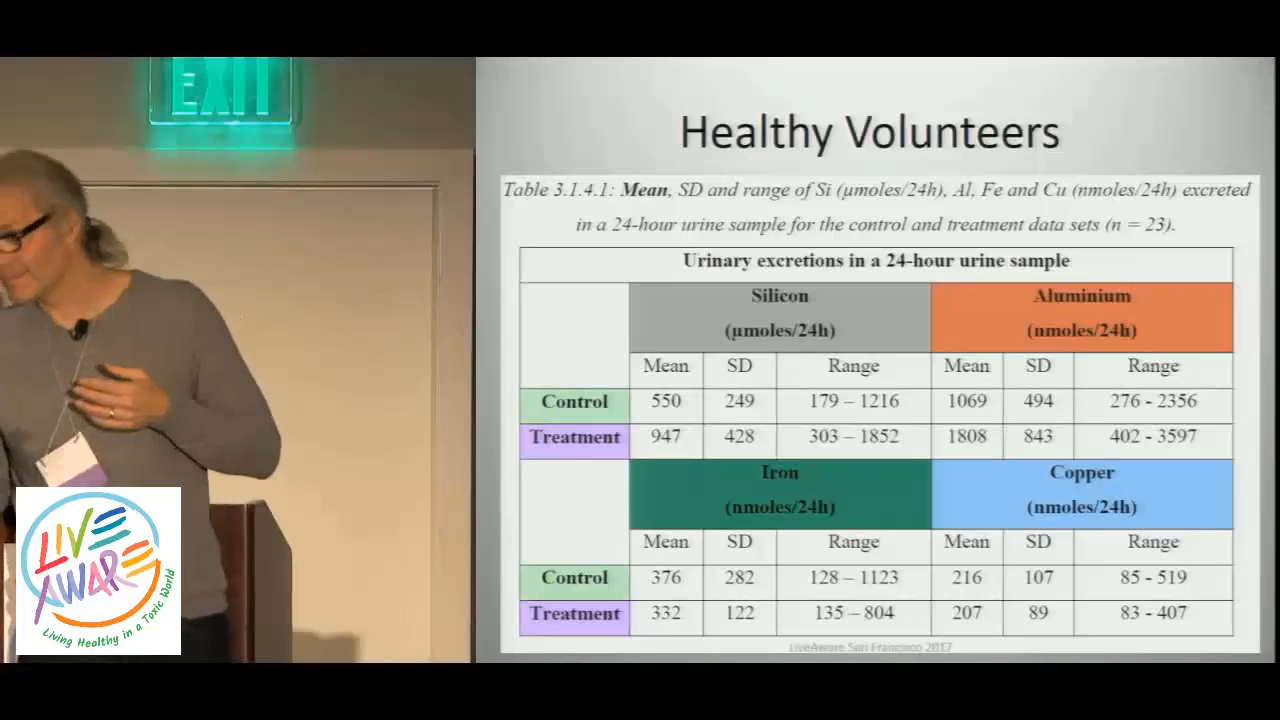 EXIT
Healthy Volunteers
Table 3.1.4.1: Mean, SD and range of Si (µmoles/24h), Al, Fe and Cu (nmoles/24h) excreted
in a 24-hour urine sample for the control and treatment data sets (n = 23).
Urinary excretions in a 24-hour urine sample
Silicon Aluminium
(µmoles/24h) (nmoles/24h)
Mean SD Range Mean SD Range
Control 550 249 179 – 1216 1069 494 276 - 2356
Treatment 947 428 303 – 1852 1808 843 402 - 3597
Iron Copper
(nmoles/24h) (nmoles/24h)
Mean SD Range Mean SD Range
Control 376 282 128 – 1123 216 107 85 - 519
Treatment 332 122 135 – 804 207 89 83 - 407
LiveAware San Francisco 2017
LIVE
AWARE
Living Healthy in a Toxic World